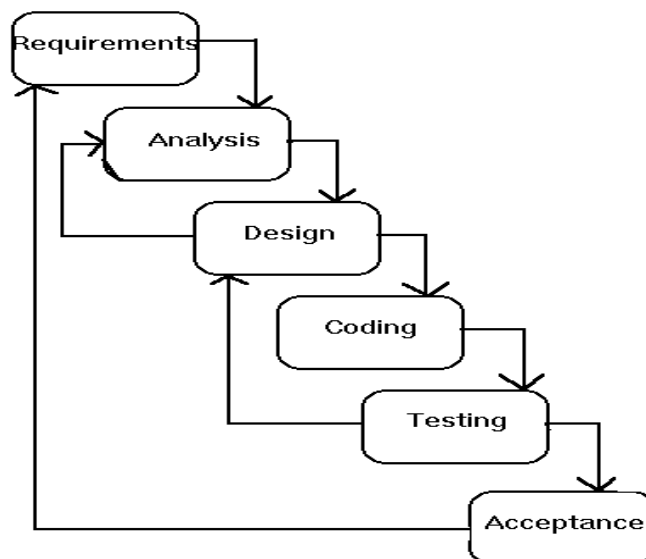 Requirements
Analysis
Design
Coding
Testing
Acceptance